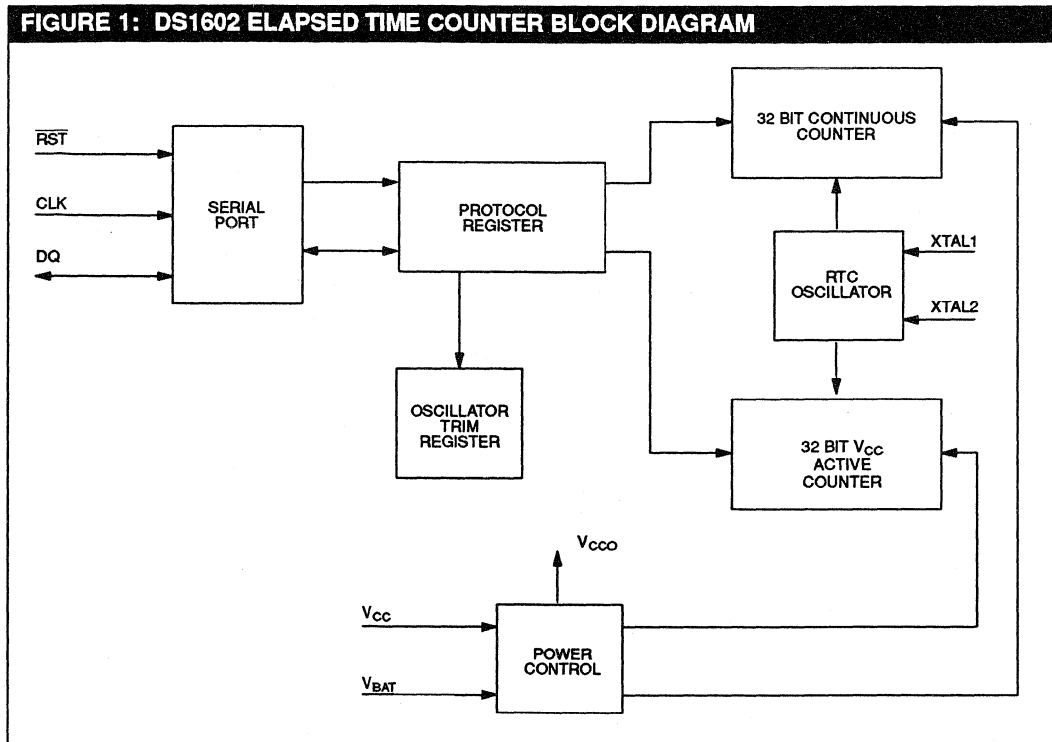 FIGURE 1: DS1602 ELAPSED TIME COUNTER BLOCK DIAGRAM
32 BIT CONTINUOUS
COUNTER
RST
CLK
DQ
SERIAL
PORT
PROTOCOL
REGISTER
XTAL1
RTC
OSCILLATOR
XTAL2
OSCILLATOR
TRIM
REGISTER
32 BIT VCC
ACTIVE
COUNTER
VCCO
VCC
VBAT
POWER
CONTROL